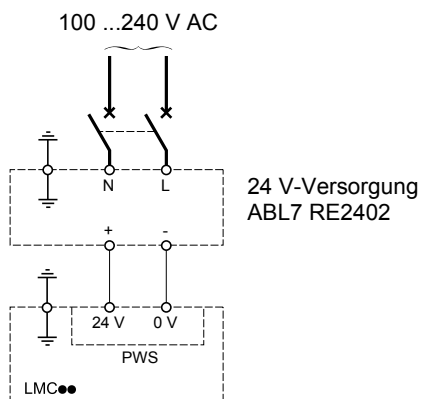 100 ...240 V AC
N L
24 V-Versorgung
ABL7 RE2402
+ -
24 V 0 V
PWS
LMC●●